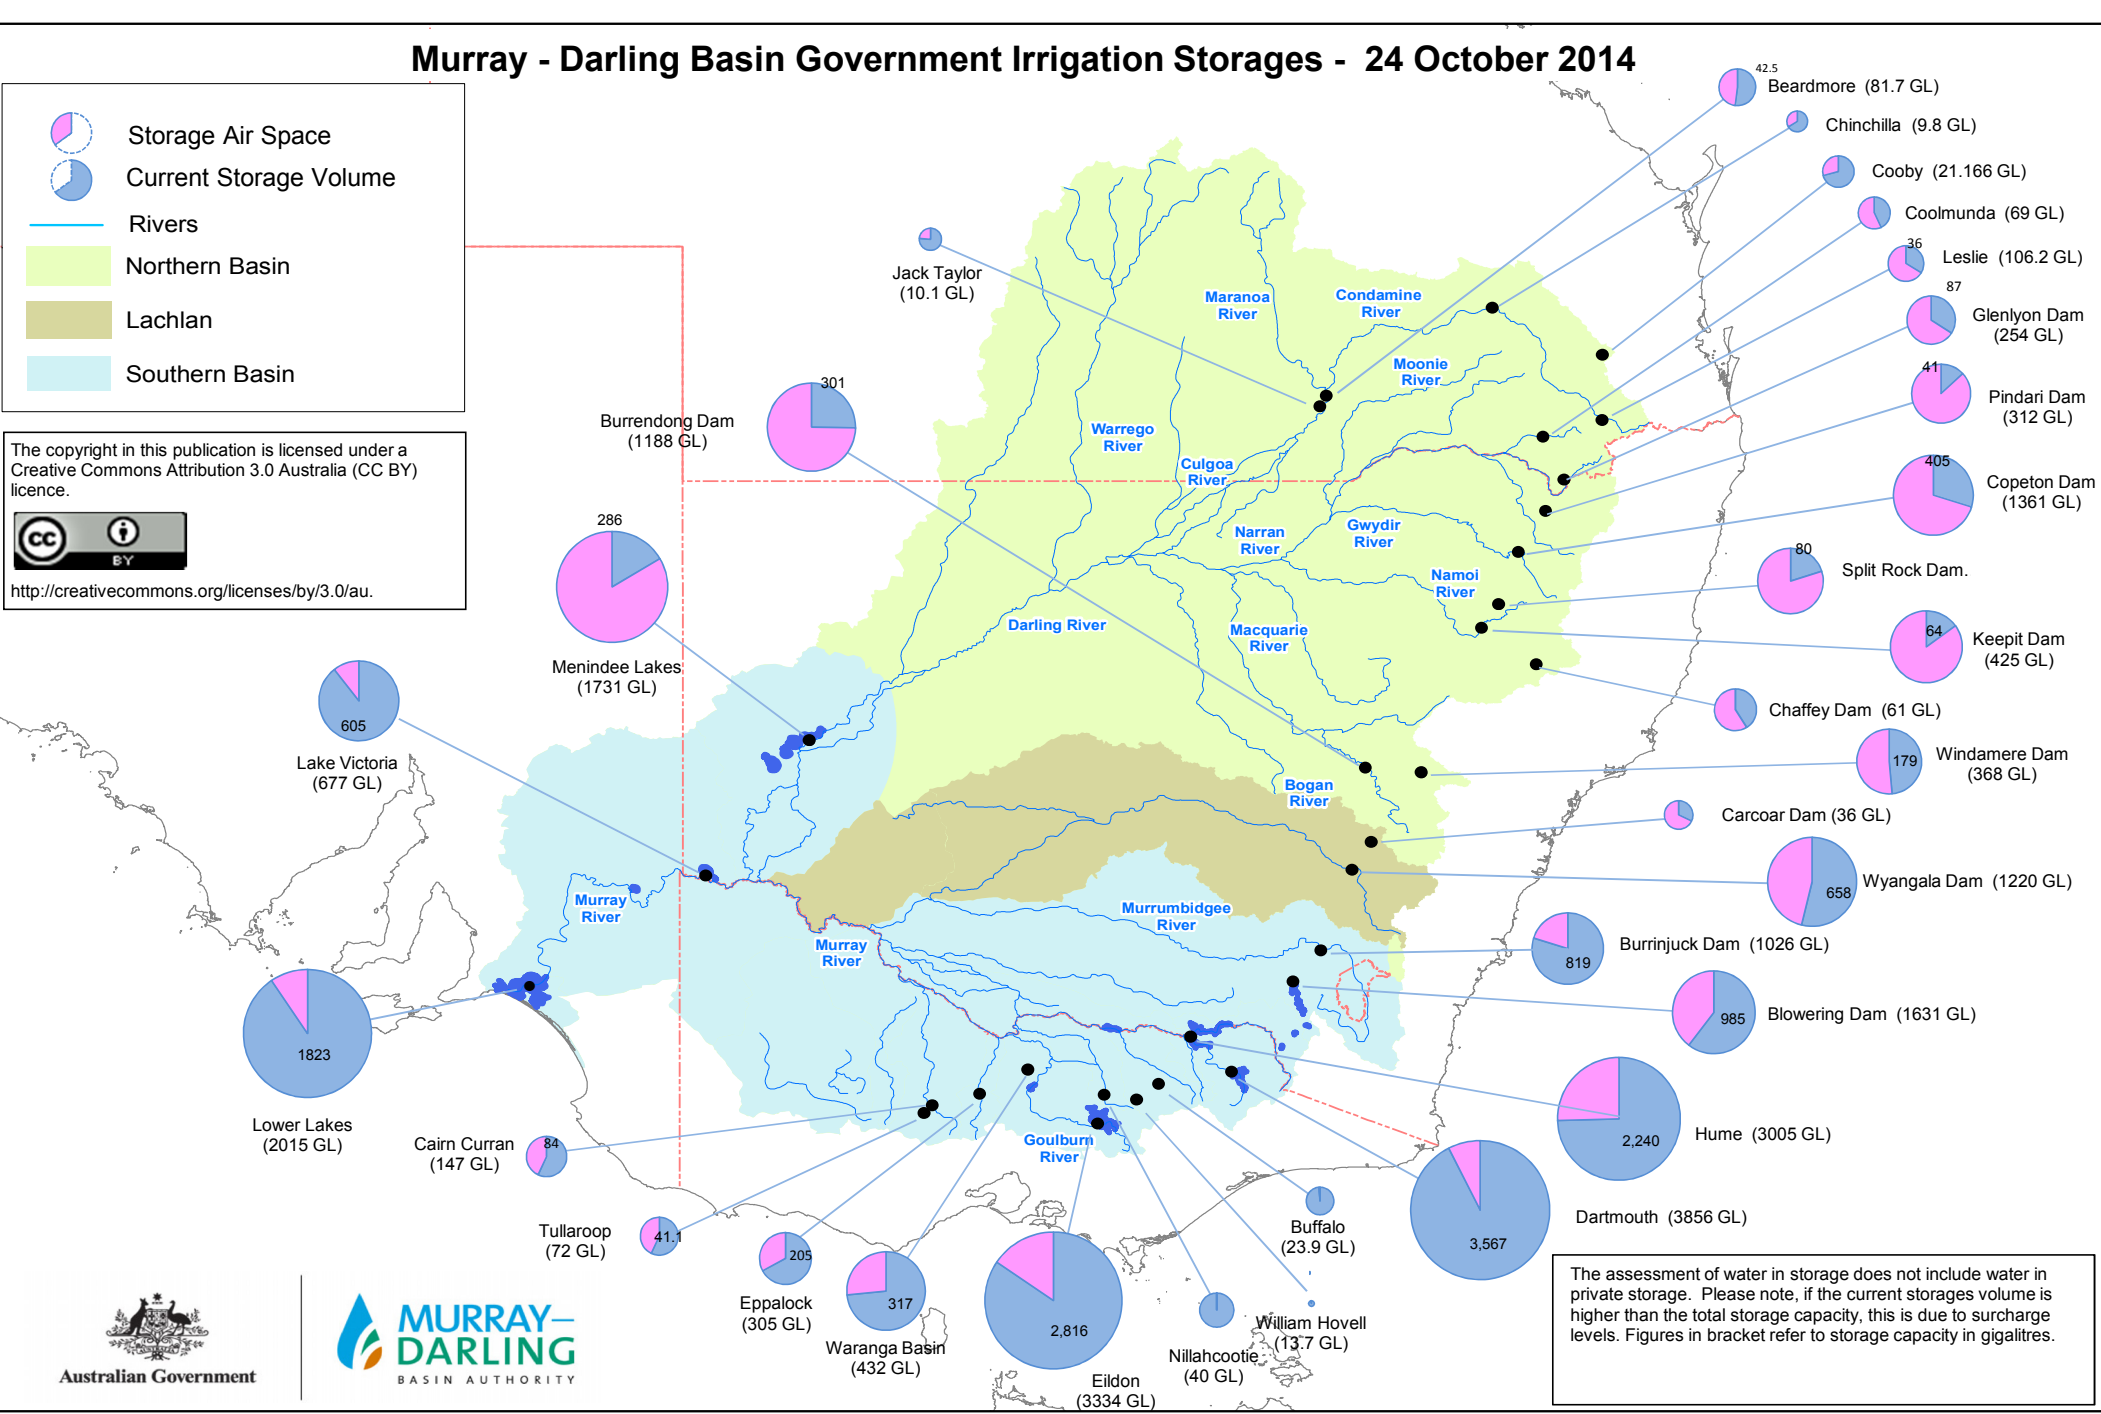 Murray - Darling Basin Government Irrigation Storages - 24 October 2014
Storage Air Space
Current Storage Volume
Rivers
Northern Basin
Lachlan
Southern Basin
The copyright in this publication is licensed under a
Creative Commons Attribution 3.0 Australia (CC BY)
licence.
cc
BY
http://creativecommons.org/licenses/by/3.0/au.
42.5
Beardmore (81.7 GL)
Chinchilla (9.8 GL)
Cooby (21.166 GL)
Coolmunda (69 GL)
36
Leslie (106.2 GL)
87
Glenlyon Dam
(254 GL)
41
Pindari Dam
(312 GL)
405
Copeton Dam
(1361 GL)
80
Split Rock Dam.
64
Keepit Dam
(425 GL)
Chaffey Dam (61 GL)
179
Windamere Dam
(368 GL)
Carcoar Dam (36 GL)
658
Wyangala Dam (1220 GL)
819
Burrinjuck Dam (1026 GL)
985
Blowering Dam (1631 GL)
2,240
Hume (3005 GL)
3,567
Dartmouth (3856 GL)
Jack Taylor
(10.1 GL)
301
Burrendong Dam
(1188 GL)
286
Menindee Lakes
(1731 GL)
605
Lake Victoria
(677 GL)
1823
Lower Lakes
(2015 GL)
84
Cairn Curran
(147 GL)
41.1
Tullaroop
(72 GL)
205
Eppalock
(305 GL)
317
Waranga Basin
(432 GL)
2,816
Eildon
(3334 GL)
Nillahcootie
(40 GL)
William Hovell
(13.7 GL)
Buffalo
(23.9 GL)
Maranoa
River
Condamine
River
Moonie
River
Warrego
River
Culgoa
River
Narran
River
Gwydir
River
Namoi
River
Darling River
Macquarie
River
Bogan
River
Murray
River
Murray
River
Murrumbidgee
River
Goulburn
River
Australian Government
MURRAY–
DARLING
BASIN AUTHORITY
The assessment of water in storage does not include water in
private storage. Please note, if the current storages volume is
higher than the total storage capacity, this is due to surcharge
levels. Figures in bracket refer to storage capacity in gigalitres.